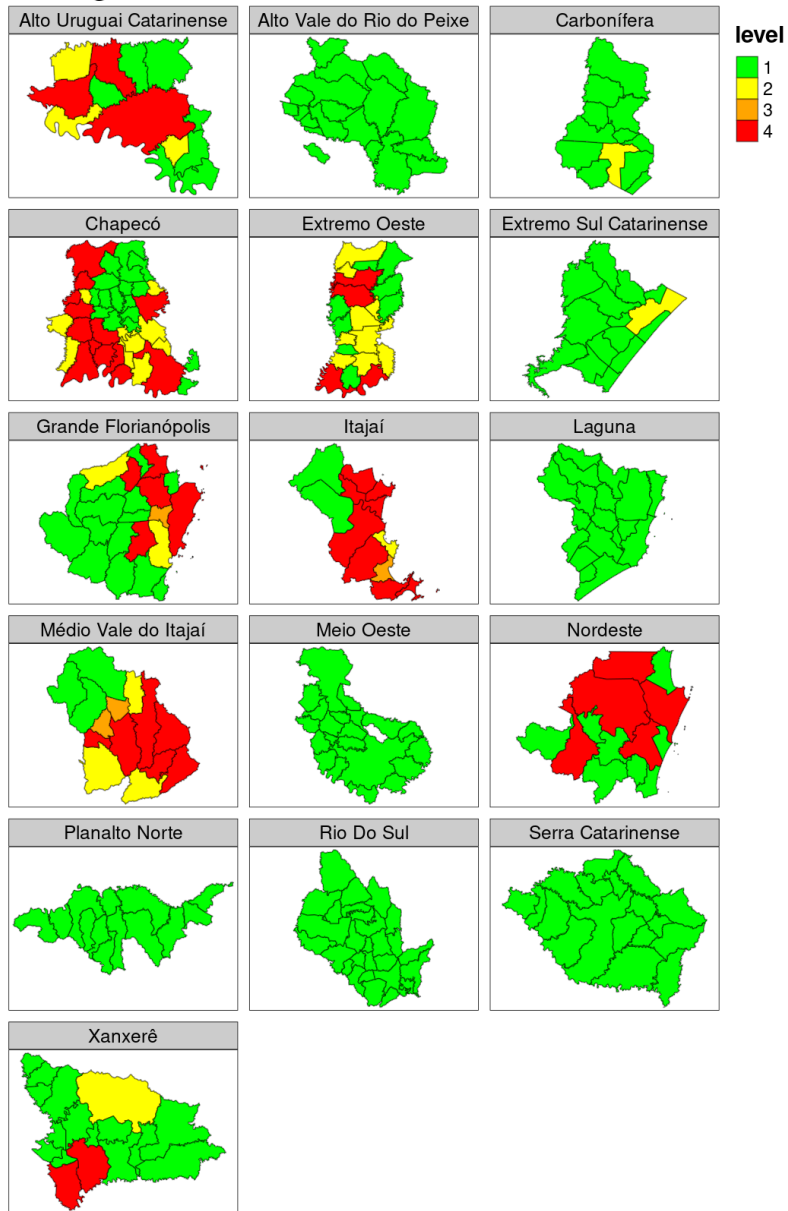 Alto Uruguai Catarinense
Alto Vale do Rio do Peixe
Carbonífera
level
1
2
3
4
Chapecó
Extremo Oeste
Extremo Sul Catarinense
Grande Florianópolis
Itajaí
Laguna
Médio Vale do Itajaí
Meio Oeste
Nordeste
Planalto Norte
Rio Do Sul
Serra Catarinense
Xanxerê